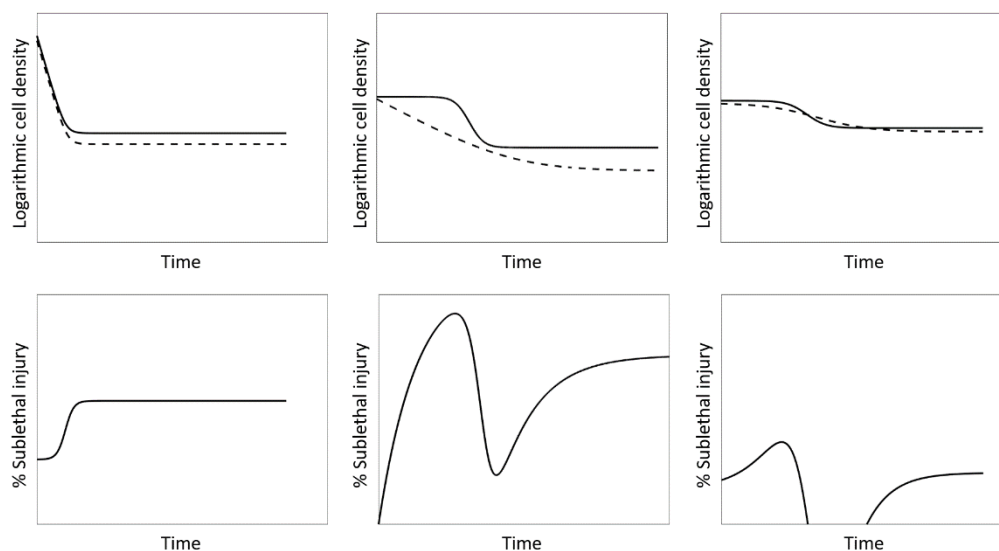 Logarithmic cell density
Time
Logarithmic cell density
Time
Logarithmic cell density
Time
% Sublethal injury
Time
% Sublethal injury
Time
% Sublethal injury
Time